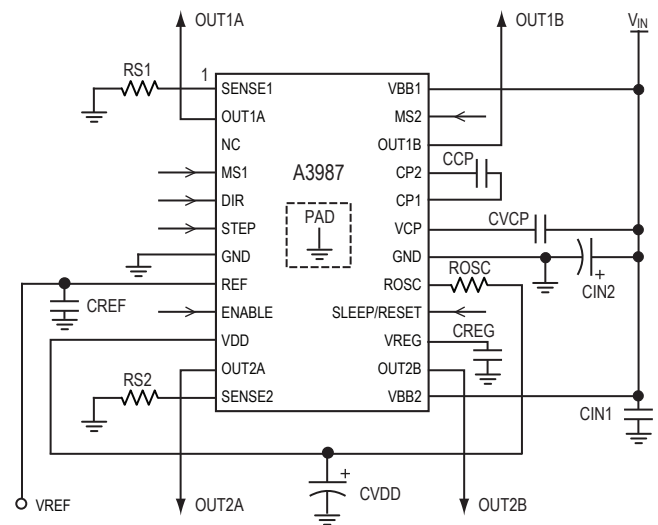 OUT1A OUT1B V_IN
RS1 1 SENSE1 VBB1
OUT1A MS2
NC OUT1B
CCP
MS1 A3987 CP2
DIR CP1
PAD
STEP VCP CVCP
GND GND
REF ROSC ROSC
+
CIN2
CREF
ENABLE SLEEP/RESET
VDD VREG CREG
OUT2A OUT2B
RS2
SENSE2 VBB2
CIN1
+
CVDD
VREF OUT2A OUT2B